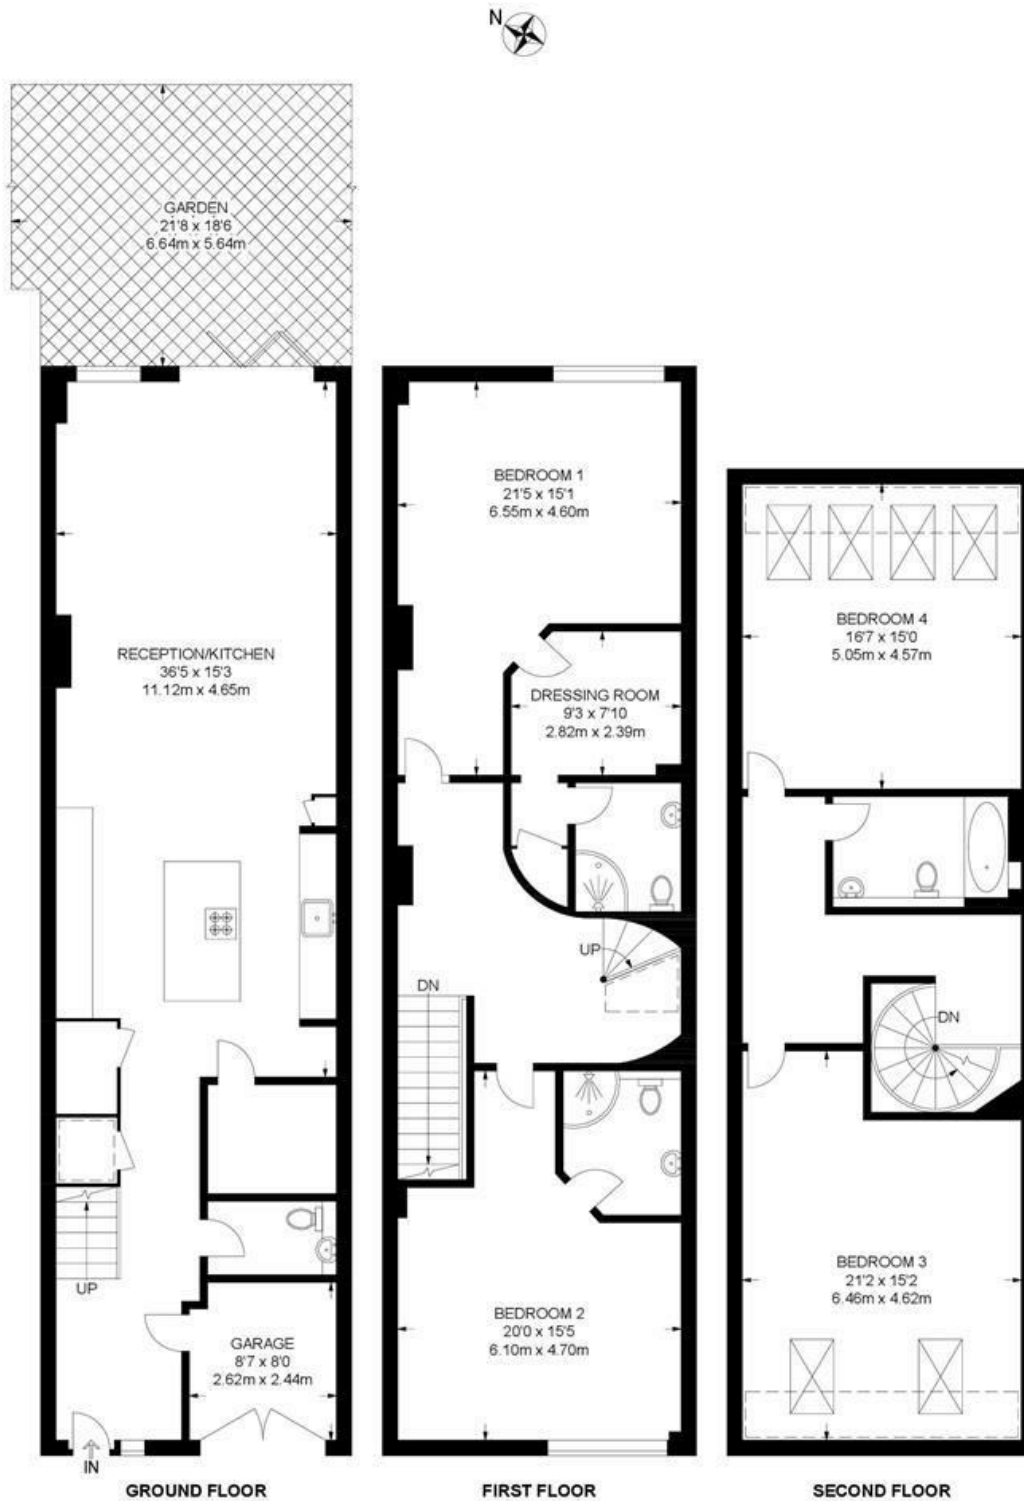 N
GARDEN
21'8 x 18'6
6.64m x 5.64m
RECEPTION/KITCHEN
36'5 x 15'3
11.12m x 4.65m
UP
GARAGE
8'7 x 8'0
2.62m x 2.44m
IN
GROUND FLOOR
BEDROOM 1
21'5 x 15'1
6.55m x 4.60m
DRESSING ROOM
9'3 x 7'10
2.82m x 2.39m
UP
DN
BEDROOM 2
20'0 x 15'5
6.10m x 4.70m
FIRST FLOOR
BEDROOM 4
16'7 x 15'0
5.05m x 4.57m
DN
BEDROOM 3
21'2 x 15'2
6.46m x 4.62m
SECOND FLOOR